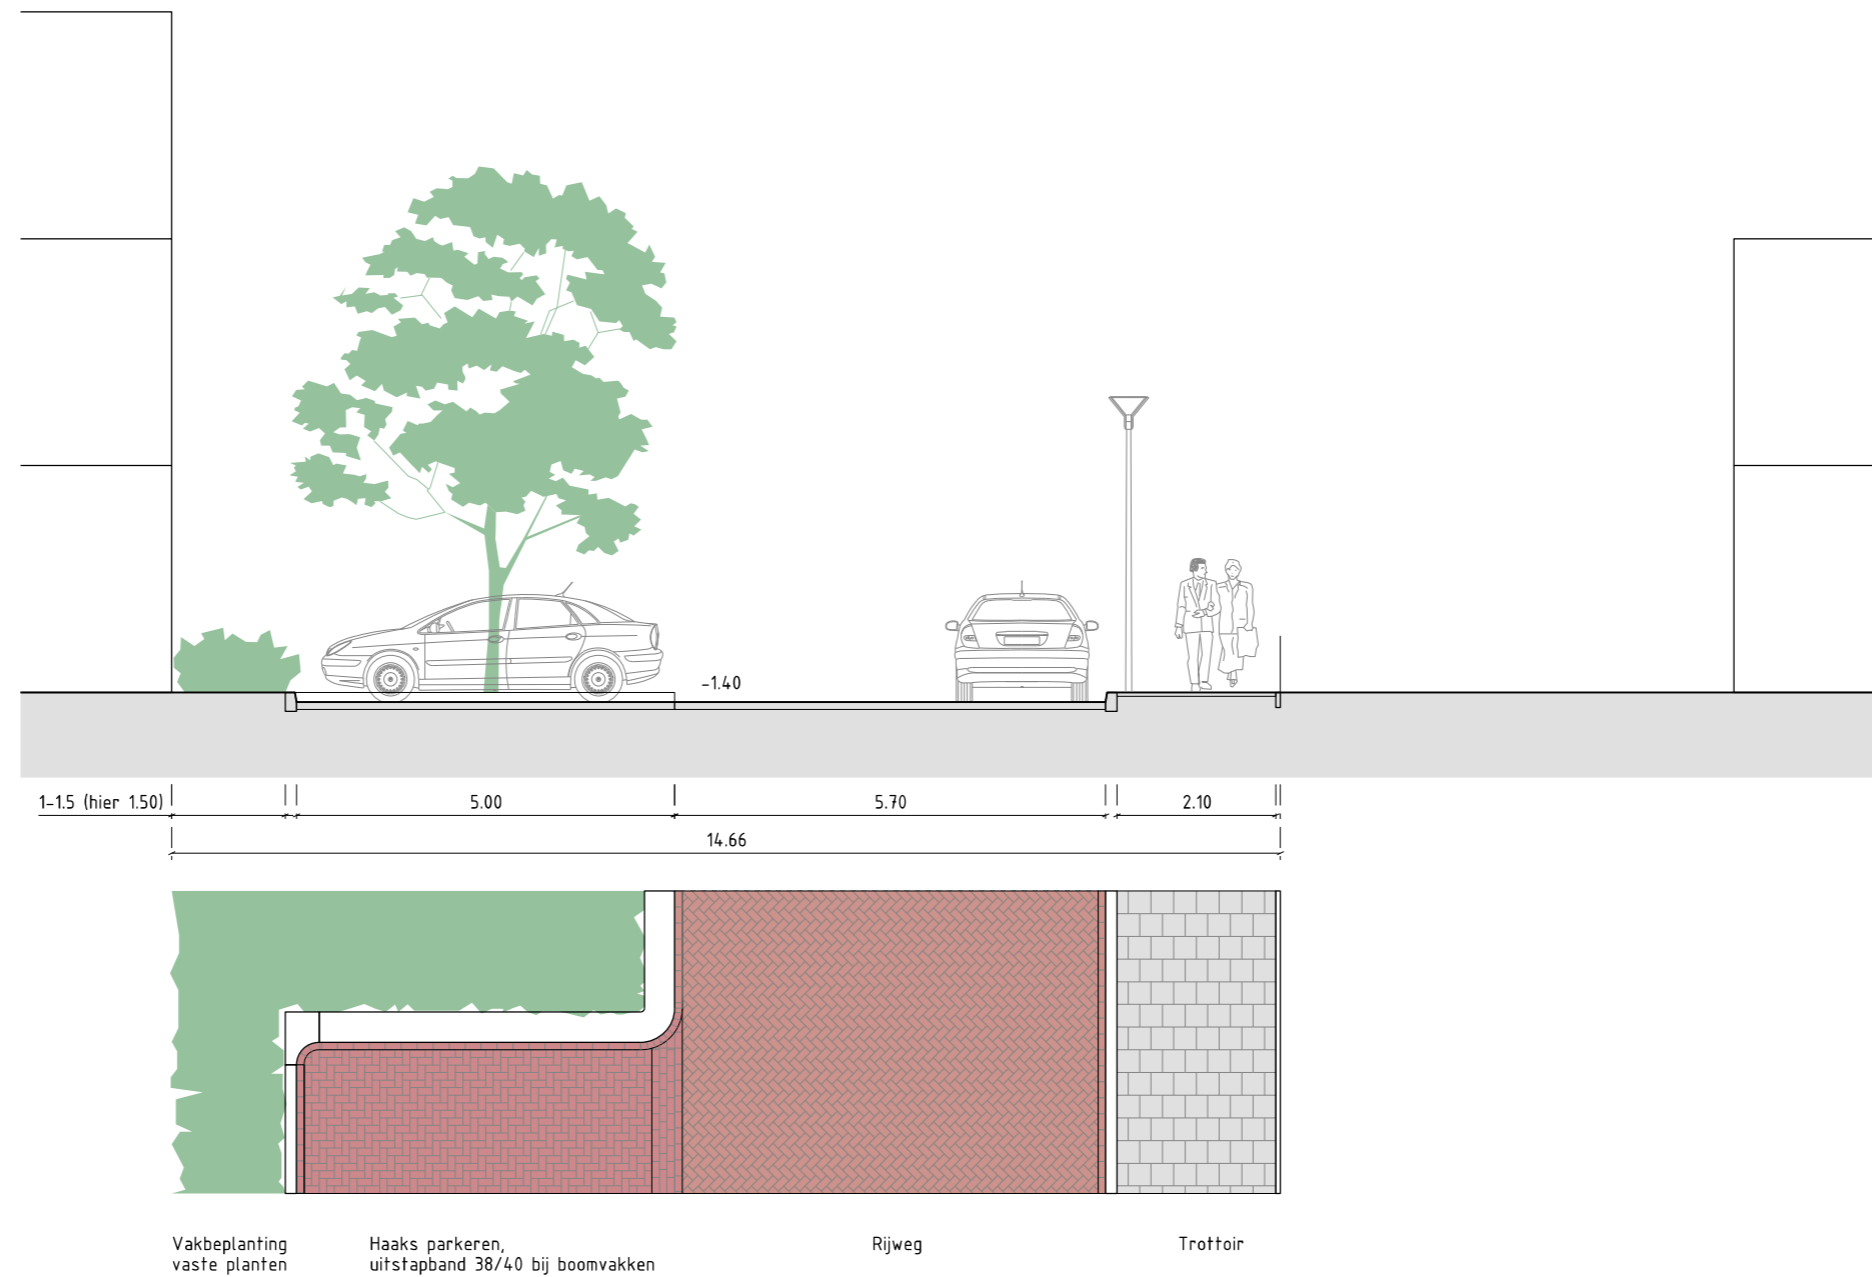 -1.40
1-1.5 (hier 1.50)
5.00
5.70
2.10
14.66
Vakbeplanting
vaste planten
Haaks parkeren,
uitstapband 38/40 bij boomvakken
Rijweg
Trottoir